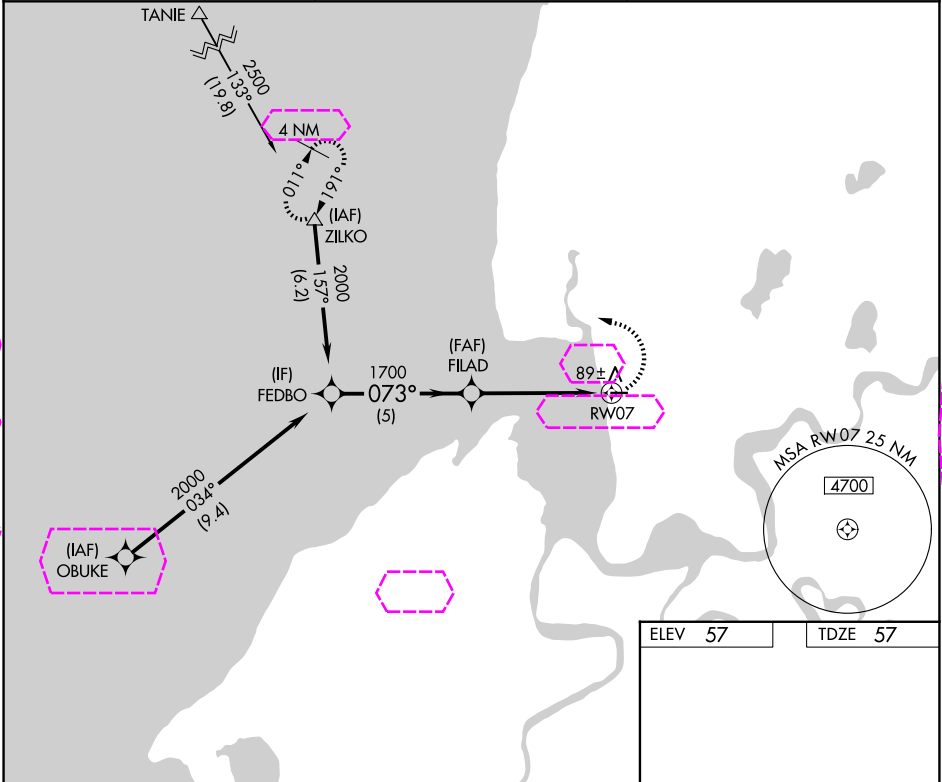 TANIE
2500
133°
(19.8)
4 NM
011°
191°
(IAF)
ZILKO
2000
157°
(6.2)
(IF)
FEDBO
1700
073°
(5)
(FAF)
FILAD
89±
RW07
2000
034°
(9.4)
(IAF)
OBUKE
MSA RW07 25 NM
4700
ELEV 57
TDZE 57